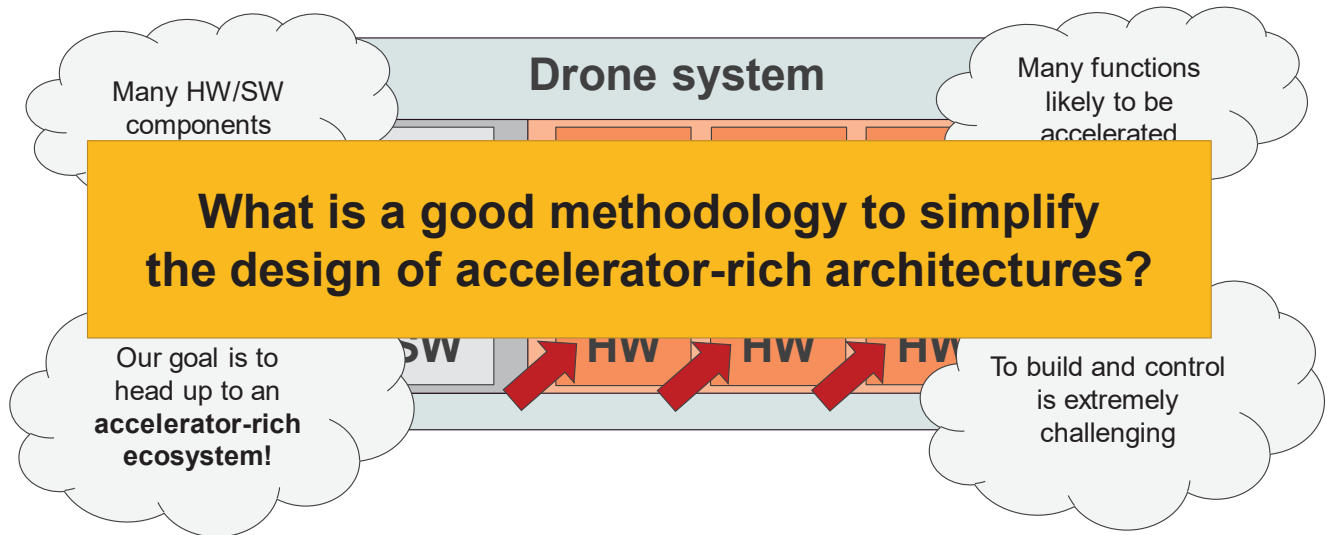 Drone system
Many HW/SW
components
Many functions
likely to be
accelerated
What is a good methodology to simplify
the design of accelerator-rich architectures?
SW
HW
HW
HW
Our goal is to
head up to an
accelerator-rich
ecosystem!
To build and control
is extremely
challenging